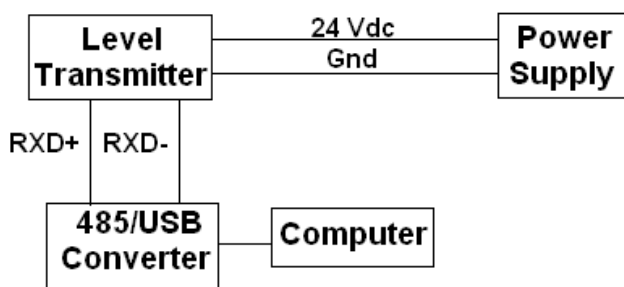 Level
Transmitter
24 Vdc
Gnd
Power
Supply
RXD+
RXD-
485/USB
Converter
Computer